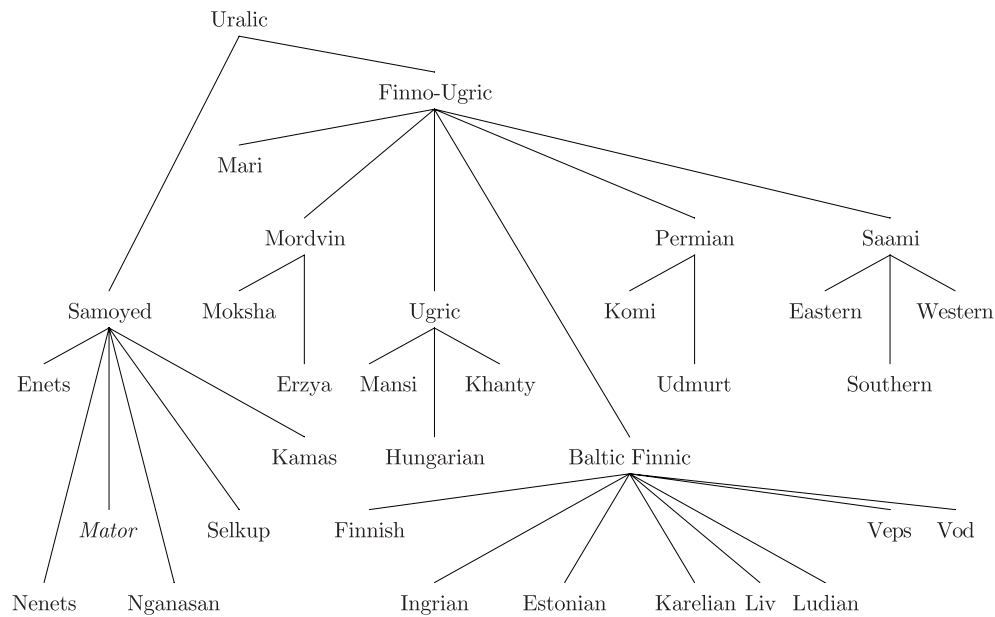 Uralic
Finno-Ugric
Mari
Mordvin Permian Saami
Samoyed Moksha Ugric Komi Eastern Western
Enets Erzya Mansi Khanty Udmurt Southern
Kamas Hungarian Baltic Finnic
Mator Selkup Finnish Veps Vod
Nenets Nganasan Ingrian Estonian Karelian Liv Ludian